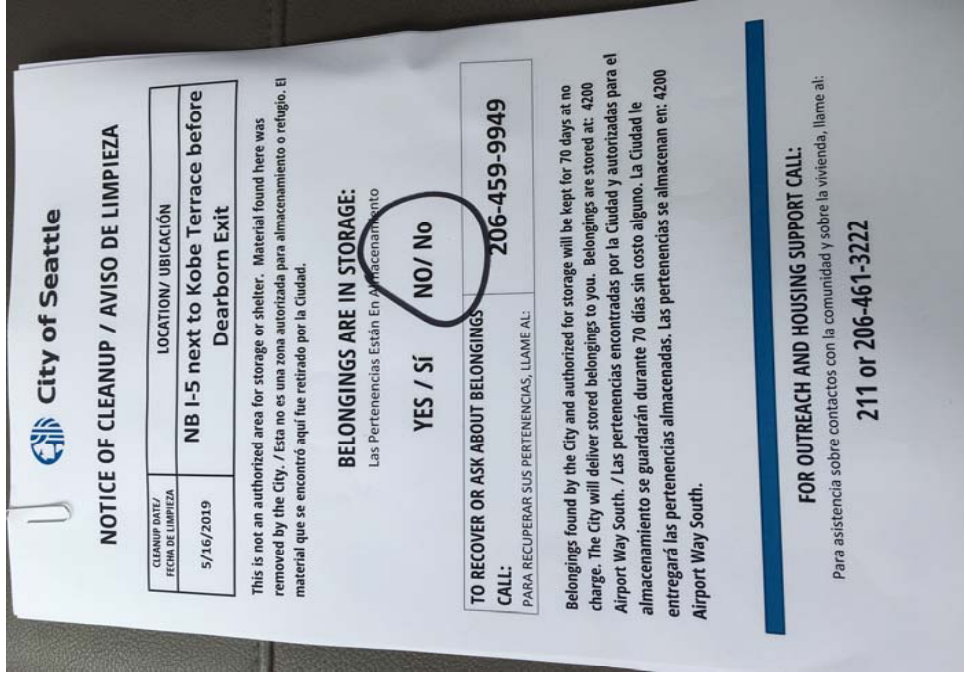 City of Seattle
NOTICE OF CLEANUP / AVISO DE LIMPIEZA
CLEANUP DATE/
FECHA DE LIMPIEZA
LOCATION/ UBICACIÓN
5/16/2019
NB I-5 next to Kobe Terrace before
Dearborn Exit
This is not an authorized area for storage or shelter. Material found here was
removed by the City. / Esta no es una zona autorizada para almacenamiento o refugio. El
material que se encontró aquí fue retirado por la Ciudad.
BELONGINGS ARE IN STORAGE:
Las Pertenencias Están En Almacenamiento
YES / SÍ NO/ No
TO RECOVER OR ASK ABOUT BELONGINGS
CALL:
PARA RECUPERAR SUS PERTENENCIAS, LLAME AL:
206-459-9949
Belongings found by the City and authorized for storage will be kept for 70 days at no
charge. The City will deliver stored belongings to you. Belongings are stored at: 4200
Airport Way South. / Las pertenencias encontradas por la Ciudad y autorizadas para el
almacenamiento se guardarán durante 70 días sin costo alguno. La Ciudad le
entregará las pertenencias almacenadas. Las pertenencias se almacenan en: 4200
Airport Way South.
FOR OUTREACH AND HOUSING SUPPORT CALL:
Para asistencia sobre contactos con la comunidad y sobre la vivienda, llame al:
211 or 206-461-3222